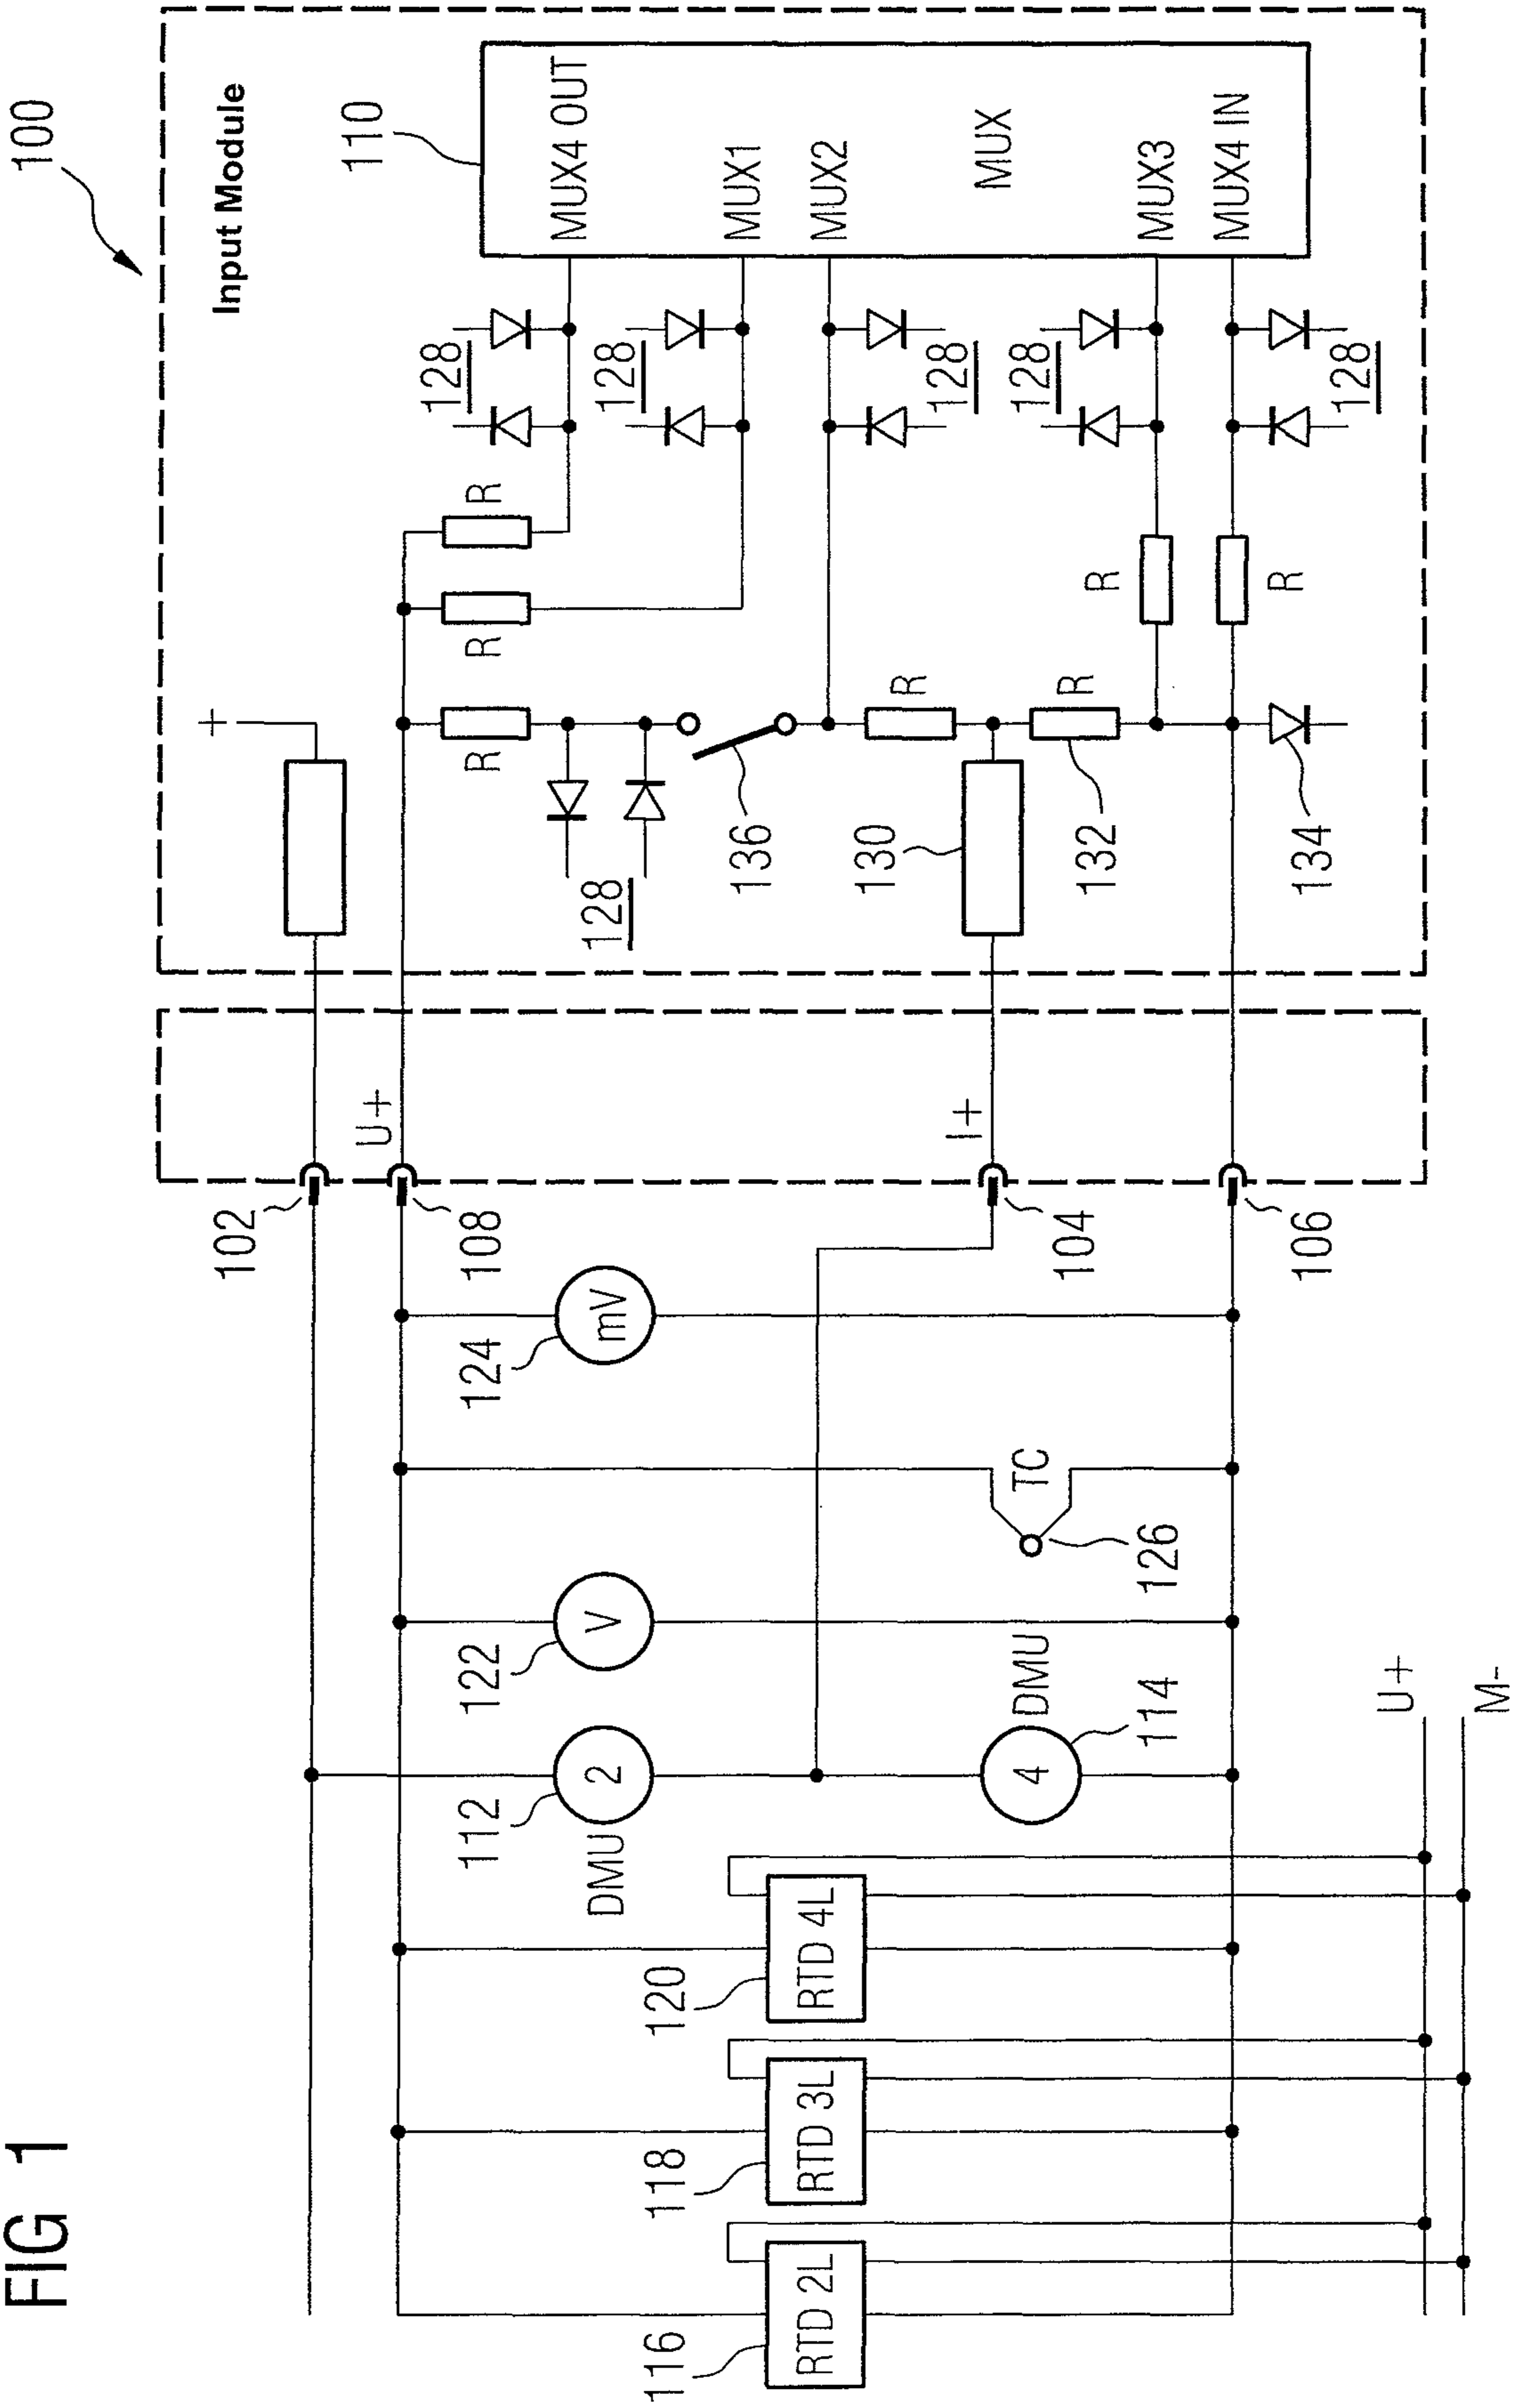 FIG 1
100
Input Module
110
MUX4 OUT
MUX1
MUX2
MUX
MUX3
MUX4 IN
128
128
128
128
128
R
R
R
R
R
R
R
+
128
136
130
132
134
U+
I+
102
108
104
106
124
mV
TC
126
122
V
112
2
DMU
4
DMU
114
120
RTD 4L
118
RTD 3L
116
RTD 2L
U+
M-